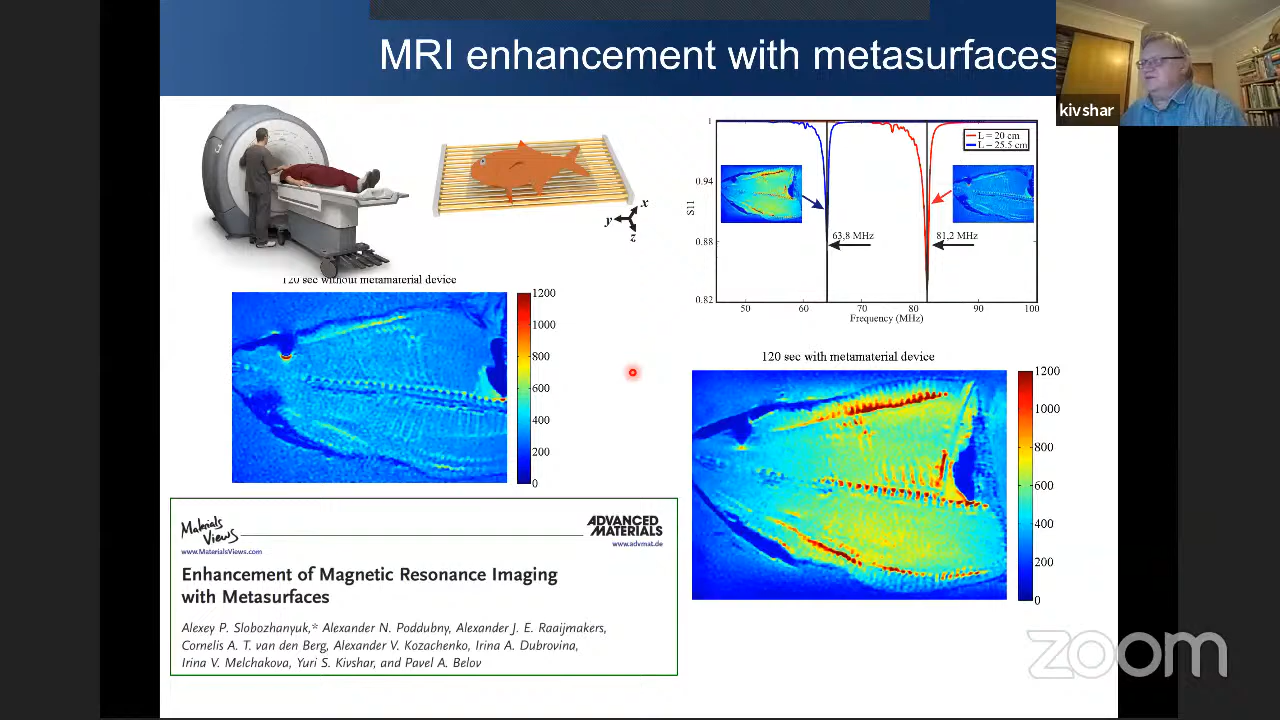 MRI enhancement with metasurfaces
kivshar
x
y
z
120 sec without metamaterial device
1200
1000
800
600
400
200
0
1
0.94
0.88
0.82
S11
L = 20 cm
L = 25.5 cm
63,8 MHz
81,2 MHz
50
60
70
80
90
100
Frequency (MHz)
120 sec with metamaterial device
1200
1000
800
600
400
200
0
Materials
Views
www.MaterialsViews.com
ADVANCED
MATERIALS
www.advmat.de
Enhancement of Magnetic Resonance Imaging
with Metasurfaces
Alexey P. Slobozhanyuk,* Alexander N. Poddubny, Alexander J. E. Raaijmakers,
Cornelis A. T. van den Berg, Alexander V. Kozachenko, Irina A. Dubrovina,
Irina V. Melchakova, Yuri S. Kivshar, and Pavel A. Belov
zoom